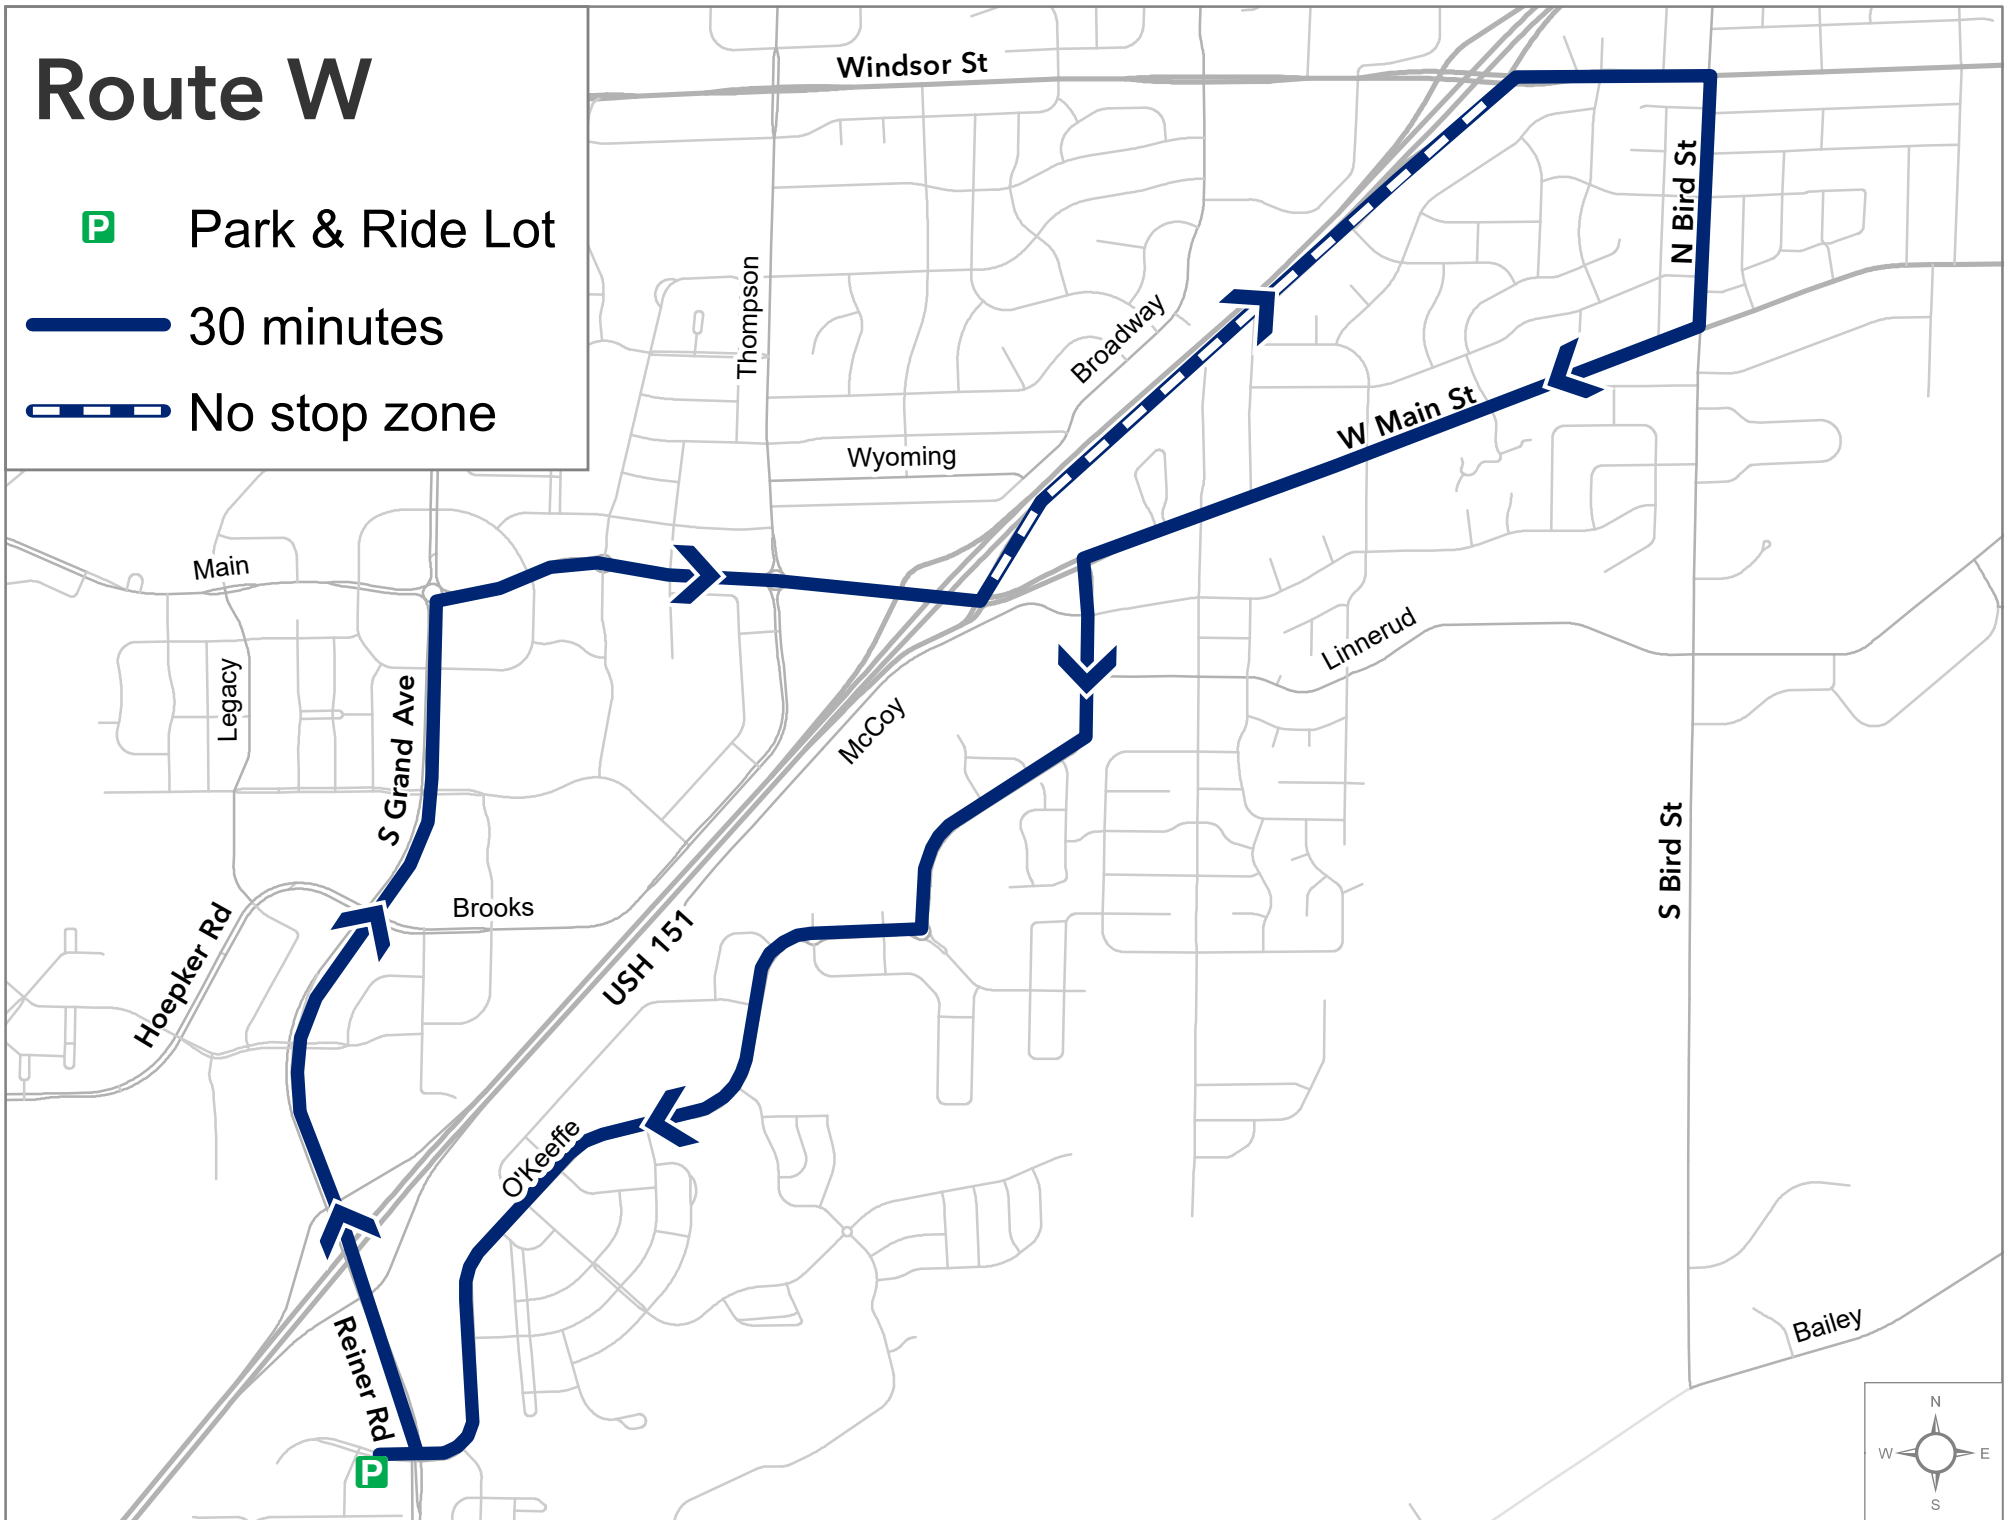 Route W
P Park & Ride Lot
30 minutes
No stop zone
Windsor St
N Bird St
Thompson
Broadway
W Main St
Wyoming
Main
Linnerud
Legacy
S Grand Ave
McCoy
S Bird St
Brooks
Hoepker Rd
USH 151
O'Keeffe
Reiner Rd
Bailey
P
N
W E
S